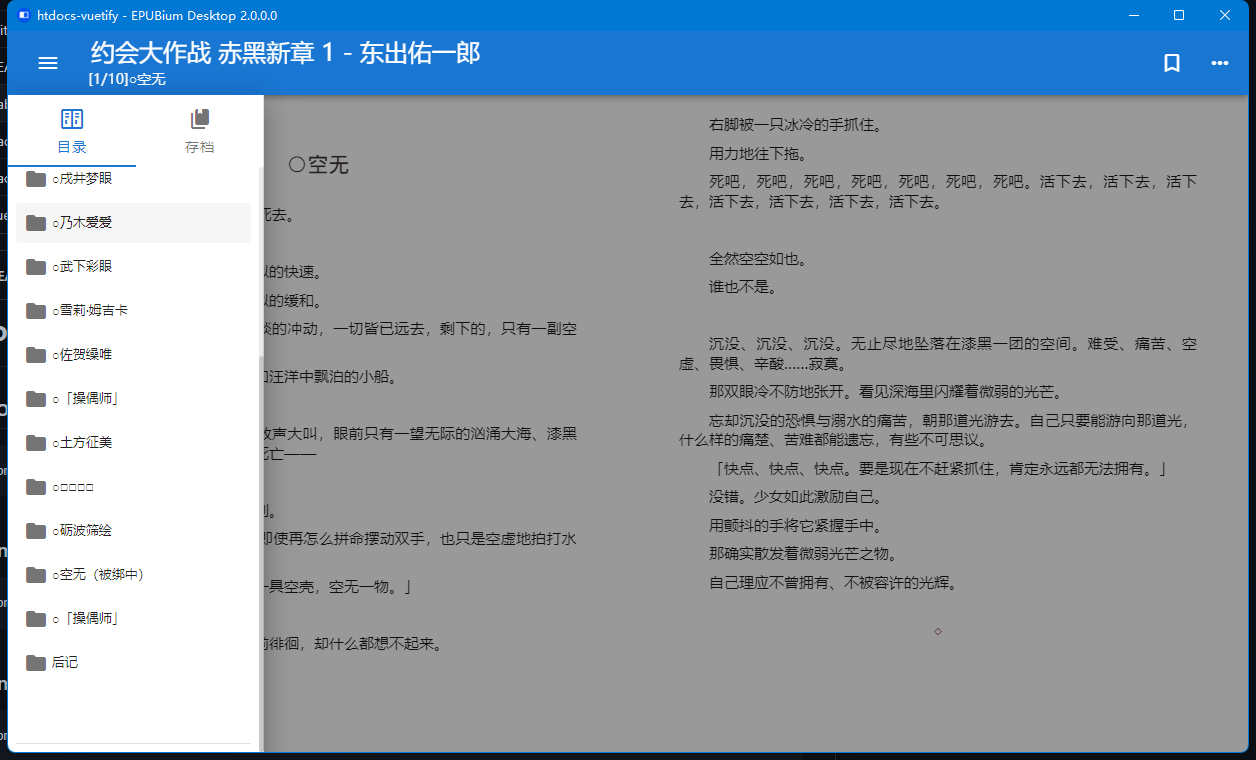 htdocs-vuetify - EPUBium Desktop 2.0.0.0
约会大作战 赤黑新章 1 - 东出佑一郎
[1/10]○空无
目录
存档
○戌井梦眼
○乃木爱爱
○武下彩眼
○雪莉·姆吉卡
○佐贺缲唯
○「操偶师」
○土方征美
○□□□□
○砺波筛绘
○空无（被绑中）
○「操偶师」
后记
○空无
死去。
的快速。
的缓和。
的冲动，一切皆已远去，剩下的，只有一副空
汪洋中飘泊的小船。
放声大叫，眼前只有一望无际的汹涌大海、漆黑
死亡——
即使再怎么拼命摆动双手，也只是空虚地拍打水
一具空壳，空无一物。」
徘徊，却什么都想不起来。
右脚被一只冰冷的手抓住。
用力地往下拖。
死吧，死吧，死吧，死吧，死吧，死吧，死吧。活下去，活下去，活下
去，活下去，活下去，活下去，活下去。
全然空空如也。
谁也不是。
沉没、沉没、沉没。无止尽地坠落在漆黑一团的空间。难受、痛苦、空
虚、畏惧、辛酸……寂寞。
那双眼冷不防地张开。看见深海里闪耀着微弱的光芒。
忘却沉没的恐惧与溺水的痛苦，朝那道光游去。自己只要能游向那道光，
什么样的痛楚、苦难都能遗忘，有些不可思议。
「快点、快点、快点。要是现在不赶紧抓住，肯定永远都无法拥有。」
没错。少女如此激励自己。
用颤抖的手将它紧握手中。
那确实散发着微弱光芒之物。
自己理应不曾拥有、不被容许的光辉。
◇